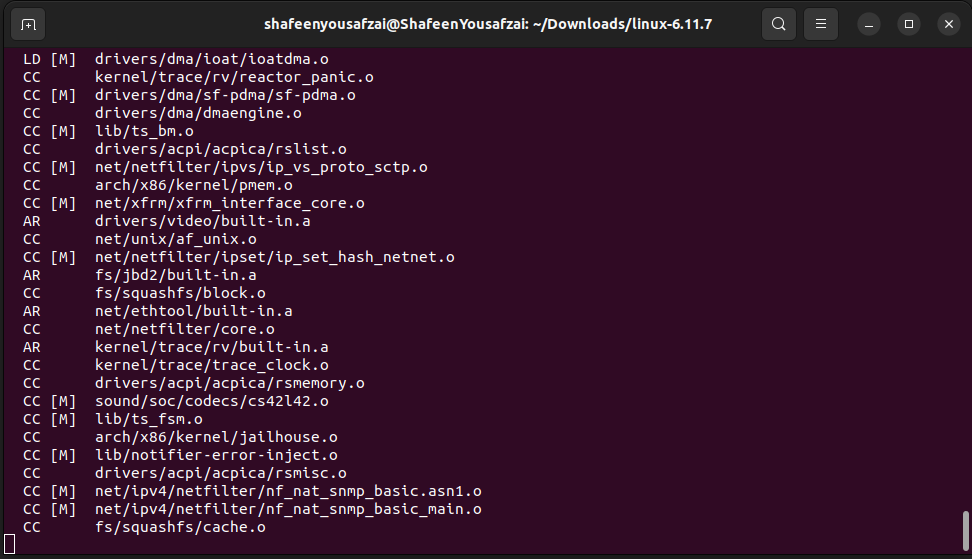 shafeenyousafzai@ShafeenYousafzai: ~/Downloads/linux-6.11.7
LD [M]  drivers/dma/ioat/ioatdma.o
CC      kernel/trace/rv/reactor_panic.o
CC [M]  drivers/dma/sf-pdma/sf-pdma.o
CC      drivers/dma/dmaengine.o
CC [M]  lib/ts_bm.o
CC      drivers/acpi/acpica/rslist.o
CC [M]  net/netfilter/ipvs/ip_vs_proto_sctp.o
CC      arch/x86/kernel/pmem.o
CC [M]  net/xfrm/xfrm_interface_core.o
AR      drivers/video/built-in.a
CC      net/unix/af_unix.o
CC [M]  net/netfilter/ipset/ip_set_hash_netnet.o
AR      fs/jbd2/built-in.a
CC      fs/squashfs/block.o
AR      net/ethtool/built-in.a
CC      net/netfilter/core.o
AR      kernel/trace/rv/built-in.a
CC      kernel/trace/trace_clock.o
CC      drivers/acpi/acpica/rsmemory.o
CC [M]  sound/soc/codecs/cs42l42.o
CC [M]  lib/ts_fsm.o
CC      arch/x86/kernel/jailhouse.o
CC [M]  lib/notifier-error-inject.o
CC      drivers/acpi/acpica/rsmisc.o
CC [M]  net/ipv4/netfilter/nf_nat_snmp_basic.asn1.o
CC [M]  net/ipv4/netfilter/nf_nat_snmp_basic_main.o
CC      fs/squashfs/cache.o